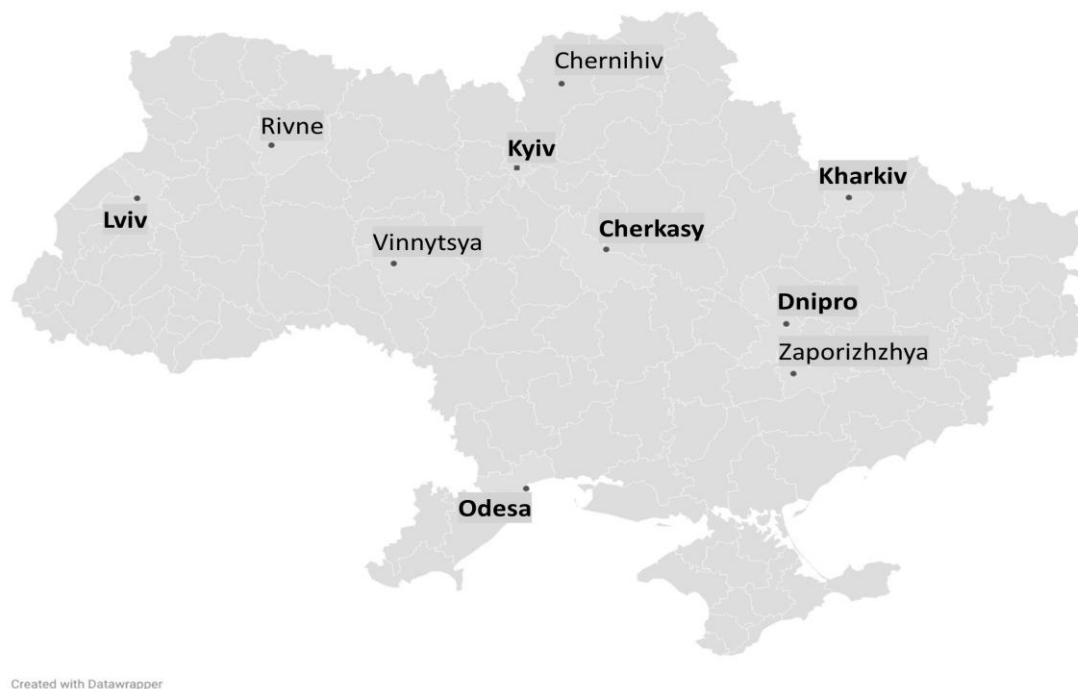 Chernihiv
Rivne
Kyiv
Kharkiv
Lviv
Cherkasy
Vinnytsya
Dnipro
Zaporizhzhya
Odesa
Created with Datawrapper